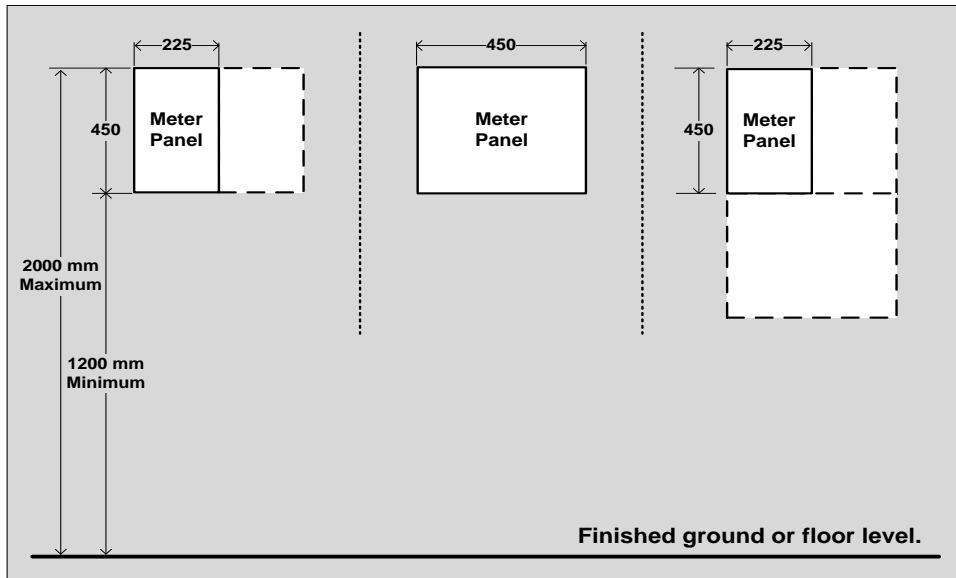 225
450
225
450
Meter
Panel
Meter
Panel
450
Meter
Panel
2000 mm
Maximum
1200 mm
Minimum
Finished ground or floor level.